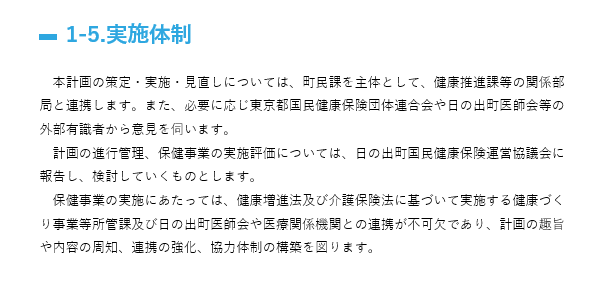 1-5.実施体制
本計画の策定・実施・見直しについては、町民課を主体として、健康推進課等の関係部
局と連携します。また、必要に応じ東京都国民健康保険団体連合会や日の出町医師会等の
外部有識者から意見を伺います。
計画の進行管理、保健事業の実施評価については、日の出町国民健康保険運営協議会に
報告し、検討していくものとします。
保健事業の実施にあたっては、健康増進法及び介護保険法に基づいて実施する健康づく
り事業等所管課及び日の出町医師会や医療関係機関との連携が不可欠であり、計画の趣旨
や内容の周知、連携の強化、協力体制の構築を図ります。